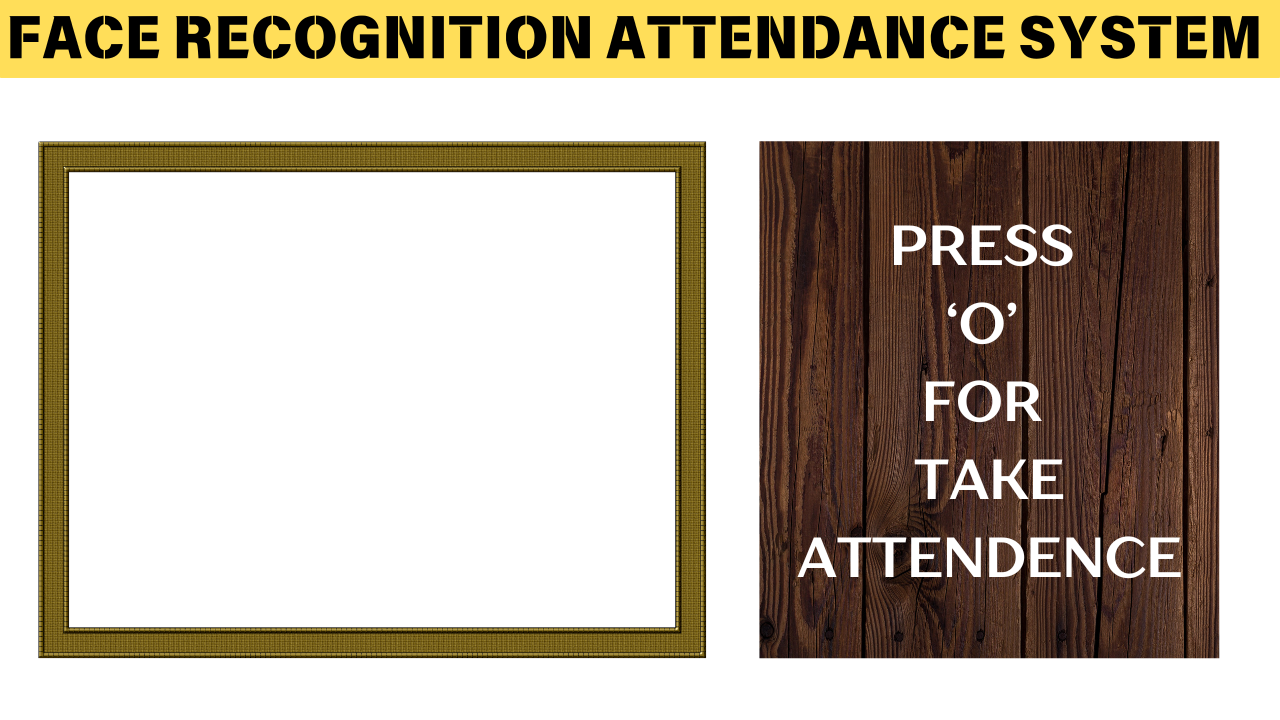 FACE RECOGNITION ATTENDANCE SYSTEM
PRESS
‘O’
FOR
TAKE
ATTENDENCE